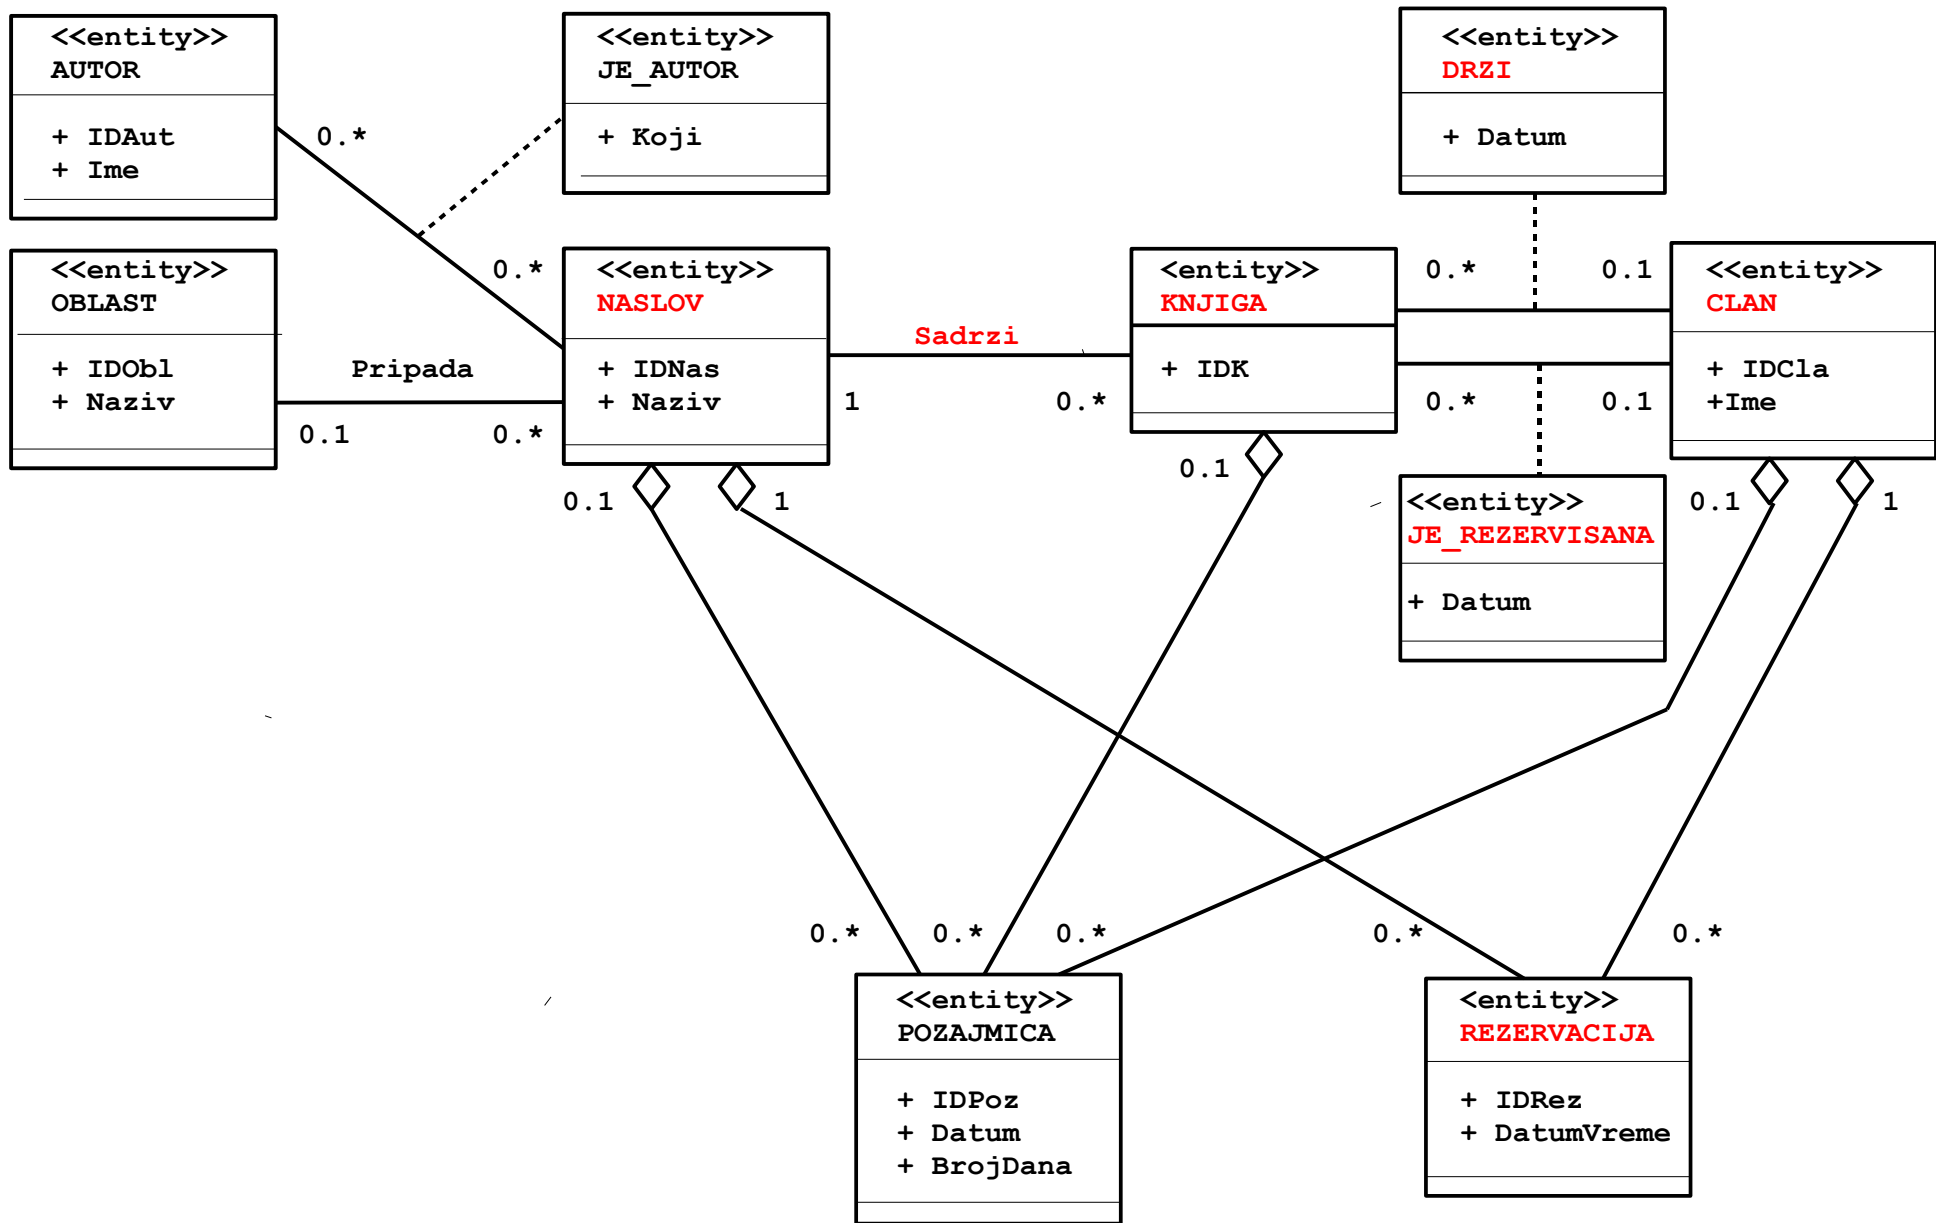 <<entity>>
AUTOR
+ IDAut
+ Ime
0.*
<<entity>>
JE_AUTOR
+ Koji
<<entity>>
DRZI
+ Datum
<<entity>>
OBLAST
+ IDObl
+ Naziv
Pripada
0.1
0.*
0.*
<<entity>>
NASLOV
+ IDNas
+ Naziv
Sadrzi
1
0.*
<entity>>
KNJIGA
+ IDK
0.*
0.1
0.*
0.1
<<entity>>
CLAN
+ IDCla
+Ime
0.1
1
0.1
<<entity>>
JE_REZERVISANA
+ Datum
0.1
1
0.*
0.*
0.*
0.*
0.*
<<entity>>
POZAJMICA
+ IDPoz
+ Datum
+ BrojDana
<entity>>
REZERVACIJA
+ IDRez
+ DatumVreme